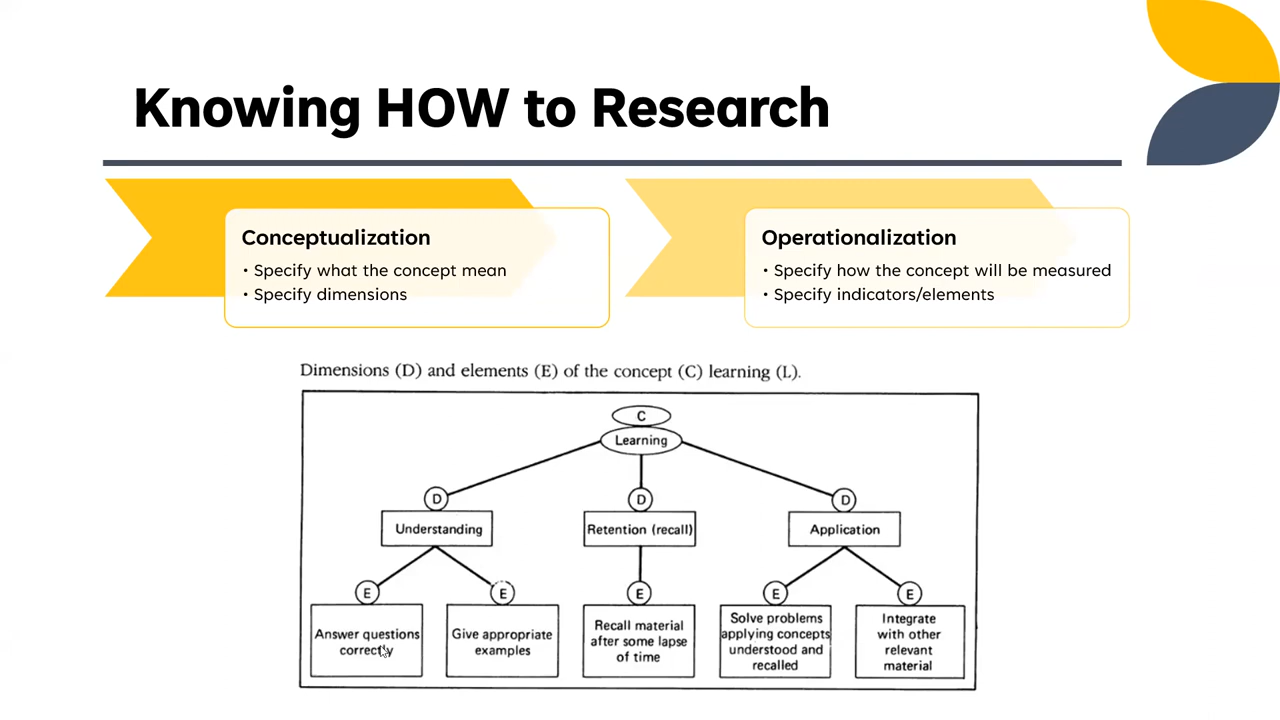 Knowing HOW to Research
Conceptualization
• Specify what the concept mean
• Specify dimensions
Operationalization
• Specify how the concept will be measured
• Specify indicators/elements
Dimensions (D) and elements (E) of the concept (C) learning (L).
C
Learning
D
D
D
Understanding
Retention (recall)
Application
E
E
E
E
E
Answer questions
correctly
Give appropriate
examples
Recall material
after some lapse
of time
Solve problems
applying concepts
understood and
recalled
Integrate
with other
relevant
material